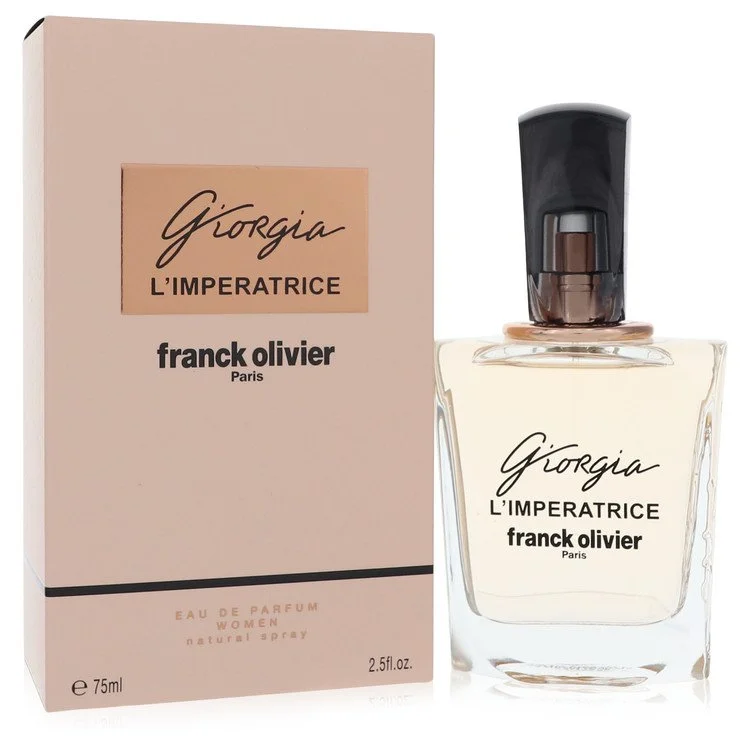 Giorgia
L'IMPERATRICE
franck olivier
Paris
EAU DE PARFUM
WOMEN
natural spray
℮ 75ml
2.5fl.oz.
Giorgia
L'IMPERATRICE
franck olivier
Paris